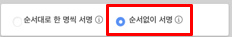 순서대로 한 명씩 서명 ⓘ 순서없이 서명 ⓘ